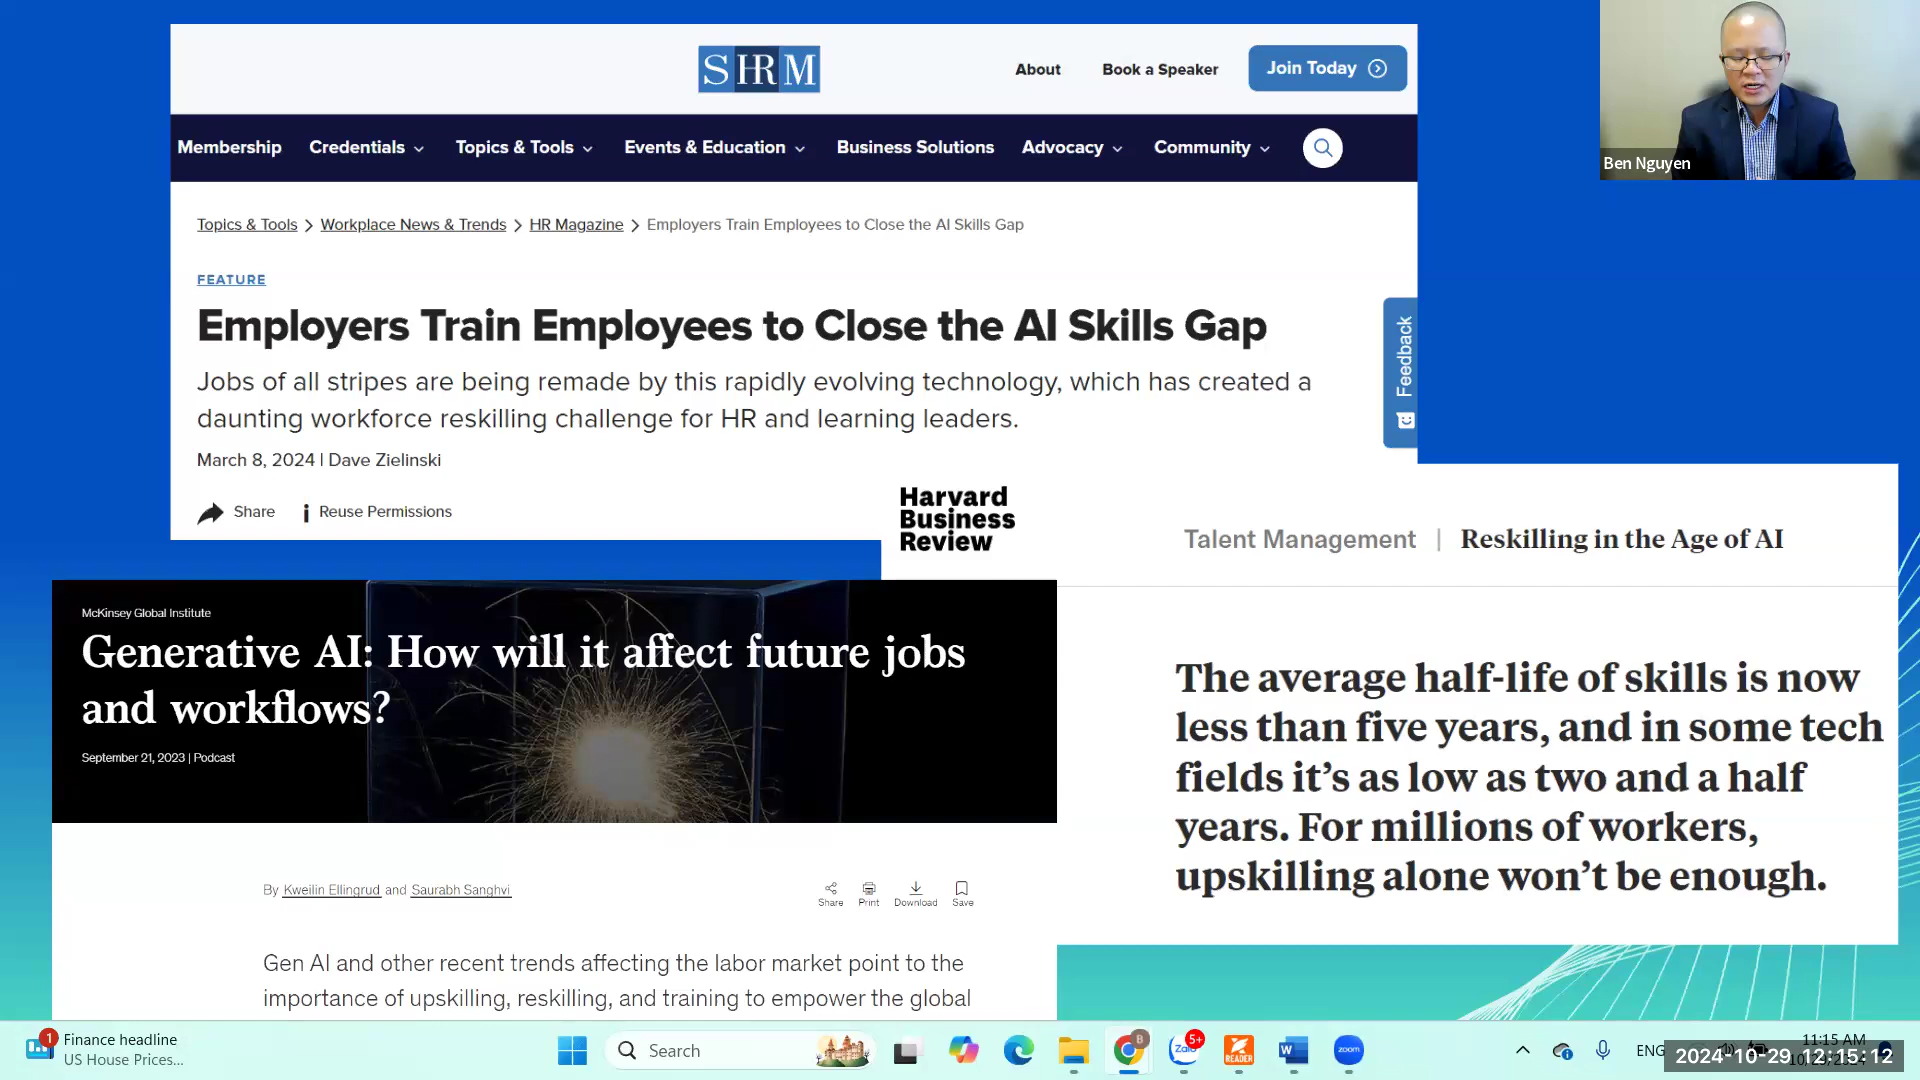 SHRM
About
Book a Speaker
Join Today
Membership
Credentials
Topics & Tools
Events & Education
Business Solutions
Advocacy
Community
Topics & Tools > Workplace News & Trends > HR Magazine > Employers Train Employees to Close the AI Skills Gap
FEATURE
Employers Train Employees to Close the AI Skills Gap
Jobs of all stripes are being remade by this rapidly evolving technology, which has created a
daunting workforce reskilling challenge for HR and learning leaders.
March 8, 2024 | Dave Zielinski
Share
Reuse Permissions
Feedback
Ben Nguyen
Harvard
Business
Review
Talent Management | Reskilling in the Age of AI
The average half-life of skills is now
less than five years, and in some tech
fields it’s as low as two and a half
years. For millions of workers,
upskilling alone won’t be enough.
McKinsey Global Institute
Generative AI: How will it affect future jobs
and workflows?
September 21, 2023 | Podcast
By Kweilin Ellingrud and Saurabh Sanghvi
Share
Print
Download
Save
Gen AI and other recent trends affecting the labor market point to the
importance of upskilling, reskilling, and training to empower the global
1
Finance headline
US House Prices...
Search
B
Zalo
5+
READER
W
zoom
ENG
11:15 AM
2024-10-29 12:15:12